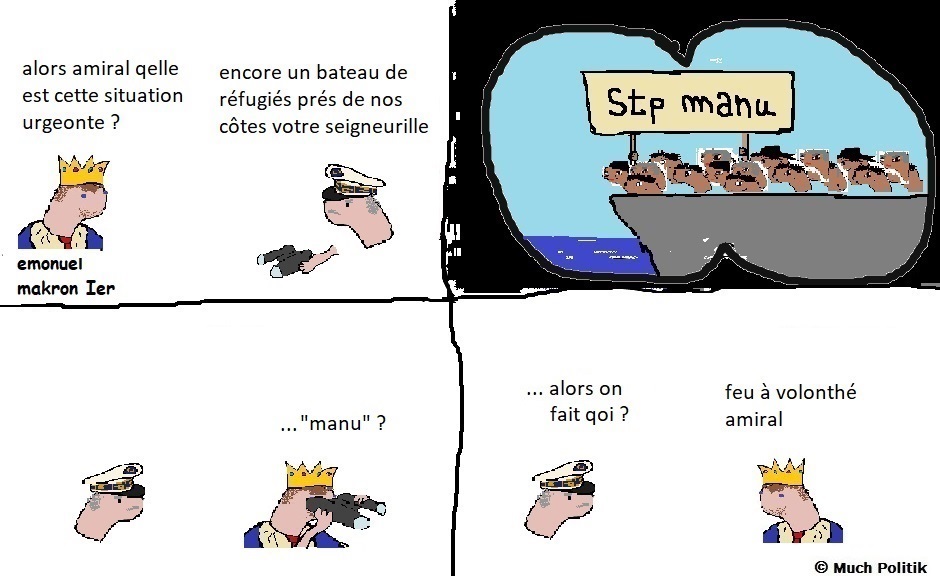 alors amiral qelle
est cette situation
urgeonte ?
encore un bateau de
réfugiés prés de nos
côtes votre seigneurille
emonuel
makron Ier
Stp manu
..."manu" ?
... alors on
fait qoi ?
feu à volonthé
amiral
© Much Politik